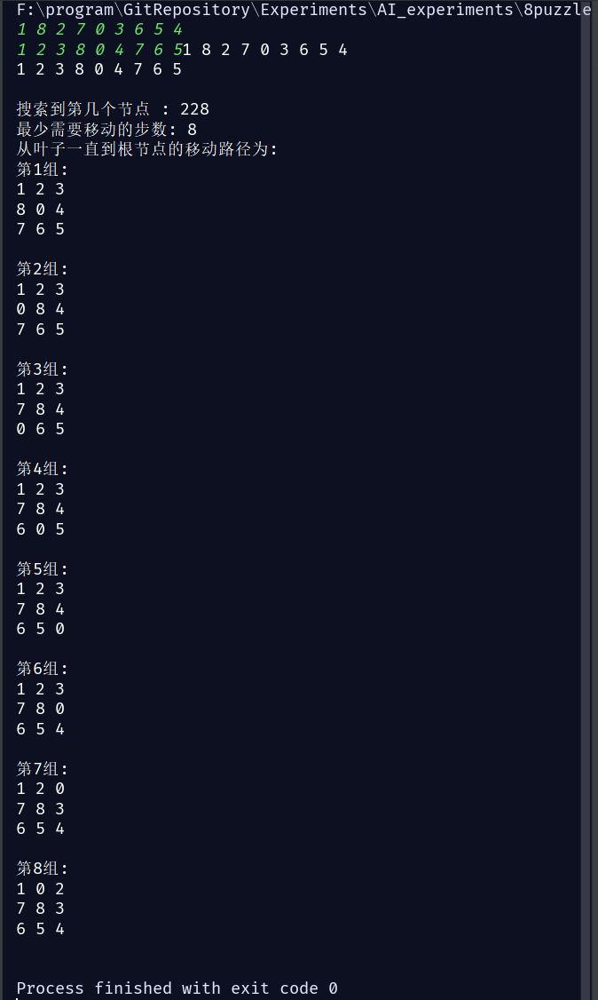 F:\program\GitRepository\Experiments\AI_experiments\8puzzle
1 8 2 7 0 3 6 5 4
1 2 3 8 0 4 7 6 51 8 2 7 0 3 6 5 4
1 2 3 8 0 4 7 6 5
搜索到第几个节点 : 228
最少需要移动的步数: 8
从叶子一直到根节点的移动路径为:
第1组:
1 2 3
8 0 4
7 6 5
第2组:
1 2 3
0 8 4
7 6 5
第3组:
1 2 3
7 8 4
0 6 5
第4组:
1 2 3
7 8 4
6 0 5
第5组:
1 2 3
7 8 4
6 5 0
第6组:
1 2 3
7 8 0
6 5 4
第7组:
1 2 0
7 8 3
6 5 4
第8组:
1 0 2
7 8 3
6 5 4
Process finished with exit code 0